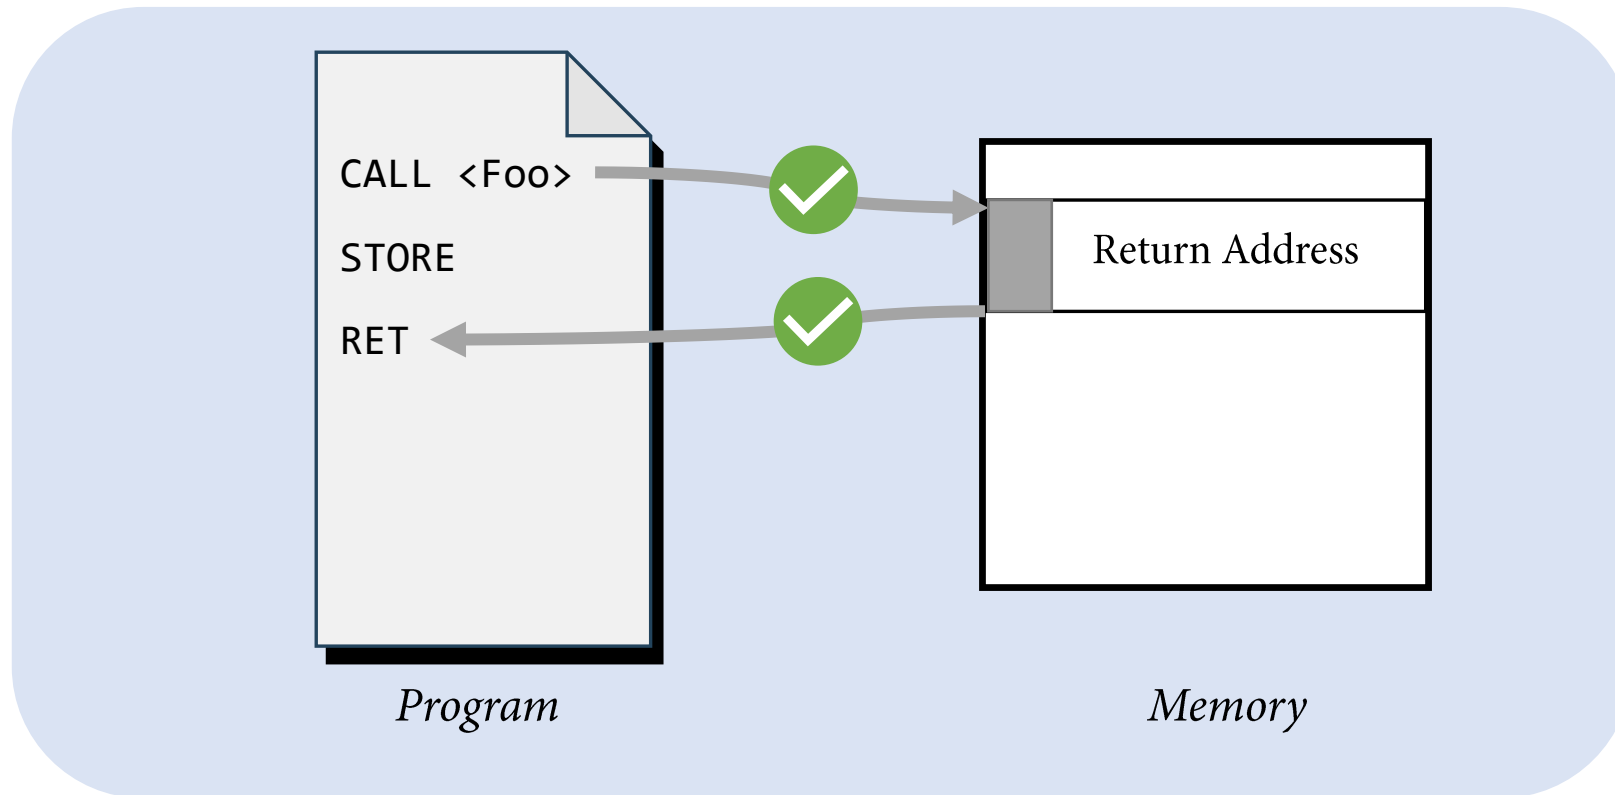 CALL <Foo>
STORE
RET
Return Address
Program
Memory